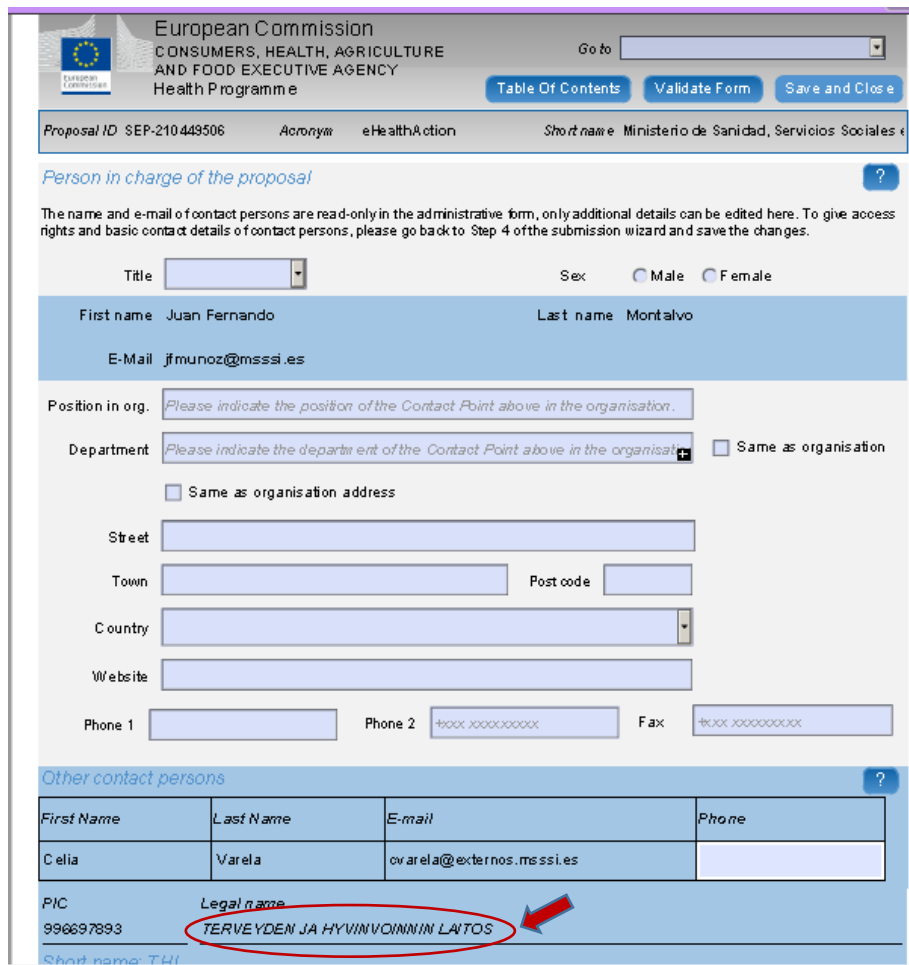 European Commission
CONSUMERS, HEALTH, AGRICULTURE
AND FOOD EXECUTIVE AGENCY
Health Programme
European
Commission
Go to
Table Of Contents Validate Form Save and Close
Proposal ID SEP-210449506 Acronym eHealthAction Short name Ministerio de Sanidad, Servicios Sociales e
Person in charge of the proposal ?
The name and e-mail of contact persons are read-only in the administrative form, only additional details can be edited here. To give access
rights and basic contact details of contact persons, please go back to Step 4 of the submission wizard and save the changes.
Title Sex Male Female
First name Juan Fernando Last name Montalvo
E-Mail jfmunoz@msssi.es
Position in org. Please indicate the position of the Contact Point above in the organisation.
Department Please indicate the department of the Contact Point above in the organisatio Same as organisation
Same as organisation address
Street
Town Post code
Country
Website
Phone 1 Phone 2 +xxx xxxxxxxxx Fax +xxx xxxxxxxxx
Other contact persons ?
First Name Last Name E-mail Phone
Celia Varela cvarela@externos.msssi.es
PIC Legal name
996697893 TERVEYDEN JA HYVINVOINNIN LAITOS
Short name: THL